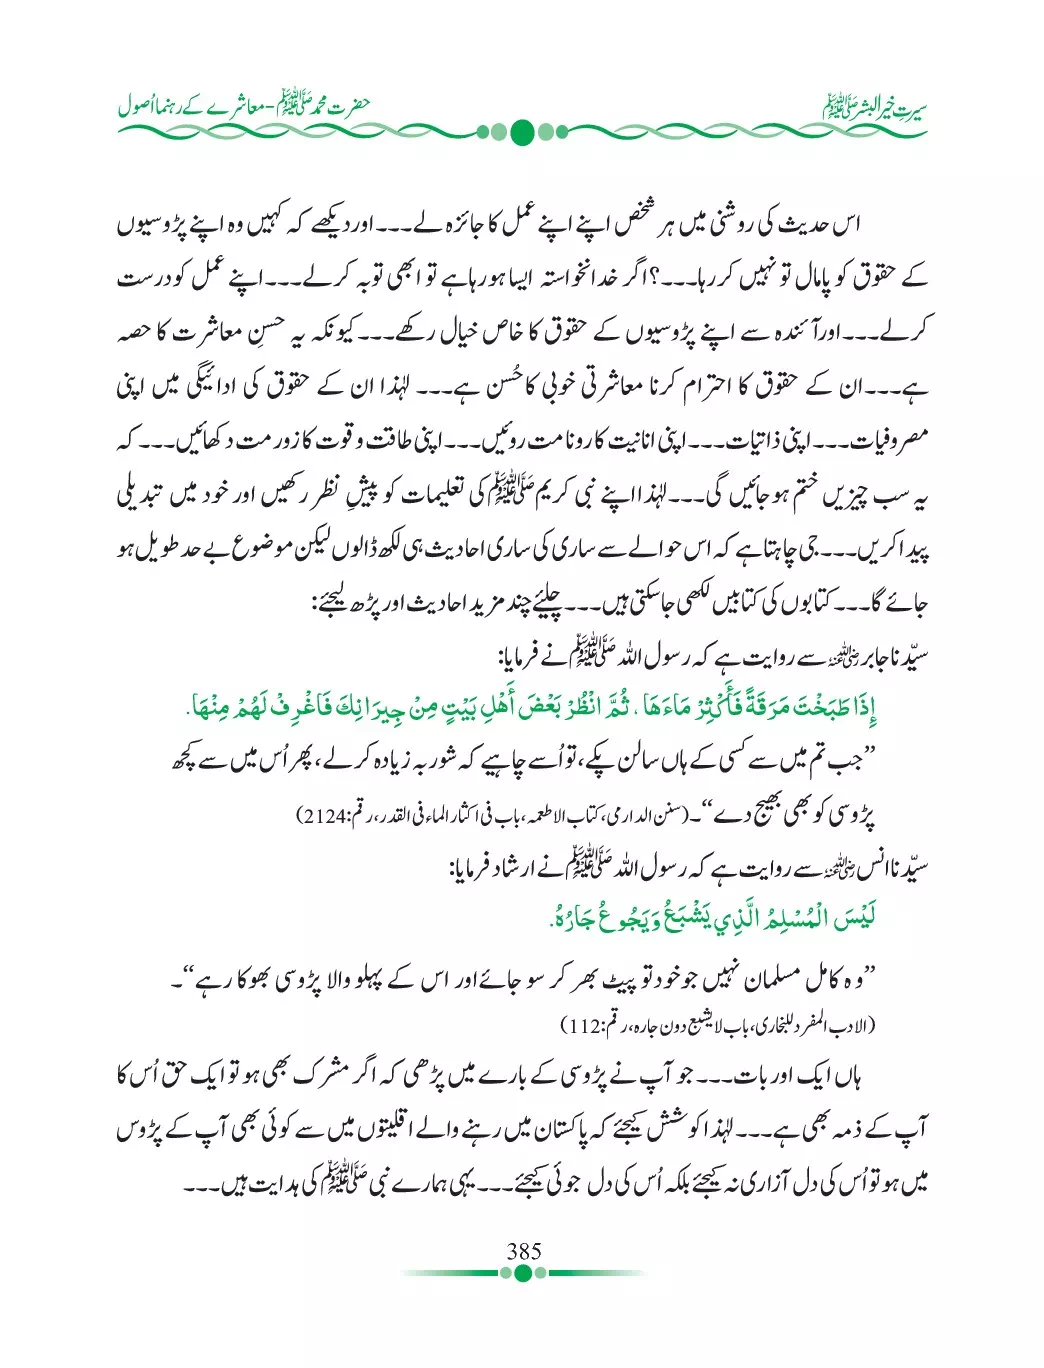 سیرتِ خیر البشر ﷺ
حضرت محمد ﷺ - معاشرے کے رہنما اُصول
اس حدیث کی روشنی میں ہر شخص اپنے اپنے عمل کا جائزہ لے۔۔۔اور دیکھے کہ کہیں وہ اپنے پڑوسیوں
کے حقوق کو پامال تو نہیں کر رہا۔۔۔؟اگر خدانخواستہ ایسا ہو رہا ہے تو ابھی توبہ کرلے۔۔۔اپنے عمل کو درست
کرلے۔۔۔اور آئندہ سے اپنے پڑوسیوں کے حقوق کا خاص خیال رکھے۔۔۔کیونکہ یہ حسنِ معاشرت کا حصہ
ہے۔۔۔ان کے حقوق کا احترام کرنا معاشرتی خوبی کا حُسن ہے۔۔۔ لہٰذا ان کے حقوق کی ادائیگی میں اپنی
مصروفیات۔۔۔اپنی ذاتیات۔۔۔اپنی انانیت کا رونا مت روئیں۔۔۔اپنی طاقت و قوت کا زور مت دکھائیں۔۔۔کہ
یہ سب چیزیں ختم ہو جائیں گی۔۔۔لہٰذا اپنے نبی کریم ﷺ کی تعلیمات کو پیشِ نظر رکھیں اور خود میں تبدیلی
پیدا کریں۔۔۔جی چاہتا ہے کہ اس حوالے سے ساری کی ساری احادیث ہی لکھ ڈالوں لیکن موضوع بے حد طویل ہو
جائے گا۔۔۔کتابوں کی کتابیں لکھی جا سکتی ہیں۔۔۔چلئے چند مزید احادیث اور پڑھ لیجئے:
سیّدنا جابر رضی اللہ عنہ سے روایت ہے کہ رسول اللہ ﷺ نے فرمایا:
إِذَا طَبَخْتَ مَرَقَةً فَأَكْثِرْ مَاءَهَا ، ثُمَّ انْظُرْ بَعْضَ أَهْلِ بَيْتٍ مِنْ جِيرَانِكَ فَاغْرِفْ لَهُمْ مِنْهَا.
’’جب تم میں سے کسی کے ہاں سالن پکے، تو اُسے چاہیے کہ شوربہ زیادہ کرلے، پھر اُس میں سے کچھ
پڑوسی کو بھی بھیج دے‘‘۔(سنن الدارمی، کتاب الاطعمہ، باب فی اکثار الماء فی القدر، رقم:2124)
سیّدنا انس رضی اللہ عنہ سے روایت ہے کہ رسول اللہ ﷺ نے ارشاد فرمایا:
لَيْسَ الْمُسْلِمُ الَّذِي يَشْبَعُ وَيَجُوعُ جَارُهُ.
’’وہ کامل مسلمان نہیں جو خود تو پیٹ بھر کر سو جائے اور اس کے پہلو والا پڑوسی بھوکا رہے‘‘۔
(الادب المفرد للبخاری، باب لا یشبع دون جارہ، رقم:112)
ہاں ایک اور بات۔۔۔جو آپ نے پڑوسی کے بارے میں پڑھی کہ اگر مشرک بھی ہو تو ایک حق اُس کا
آپ کے ذمہ بھی ہے۔۔۔لہٰذا کوشش کیجئے کہ پاکستان میں رہنے والے اقلیتوں میں سے کوئی بھی آپ کے پڑوس
میں ہو تو اُس کی دل آزاری نہ کیجئے بلکہ اُس کی دل جوئی کیجئے۔۔۔یہی ہمارے نبی ﷺ کی ہدایت ہیں۔۔۔
385